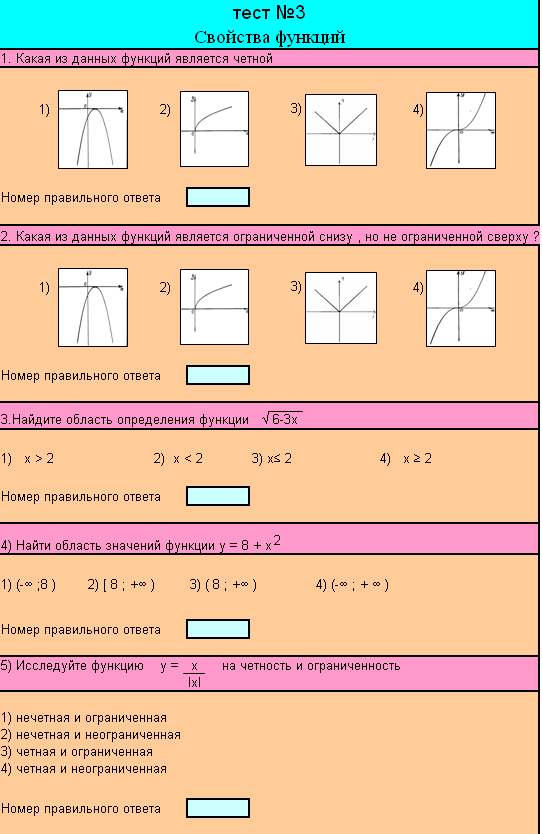 тест №3
Свойства функций
1. Какая из данных функций является четной
1) 2) 3) 4)
Номер правильного ответа
2. Какая из данных функций является ограниченной снизу , но не ограниченной сверху ?
1) 2) 3) 4)
Номер правильного ответа
3.Найдите область определения функции √6-3x
1) x > 2 2) x < 2 3) x≤ 2 4) x ≥ 2
Номер правильного ответа
4) Найти область значений функции y = 8 + x²
1) (-∞ ;8 ) 2) [ 8 ; +∞ ) 3) ( 8 ; +∞ ) 4) (-∞ ; + ∞ )
Номер правильного ответа
5) Исследуйте функцию y = x / |x| на четность и ограниченность
1) нечетная и ограниченная
2) нечетная и неограниченная
3) четная и ограниченная
4) четная и неограниченная
Номер правильного ответа